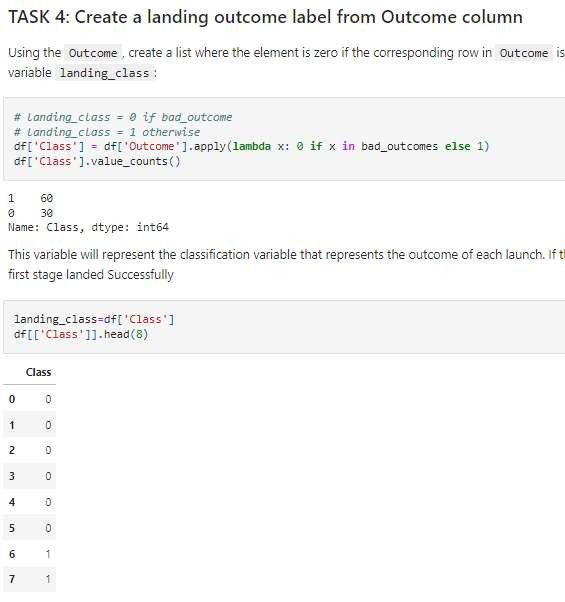 TASK 4: Create a landing outcome label from Outcome column
Using the Outcome , create a list where the element is zero if the corresponding row in Outcome is
variable landing_class :
# landing_class = 0 if bad_outcome
# landing_class = 1 otherwise
df['Class'] = df['Outcome'].apply(lambda x: 0 if x in bad_outcomes else 1)
df['Class'].value_counts()
1 60
0 30
Name: Class, dtype: int64
This variable will represent the classification variable that represents the outcome of each launch. If
first stage landed Successfully
landing_class=df['Class']
df[['Class']].head(8)
Class
0 0
1 0
2 0
3 0
4 0
5 0
6 1
7 1